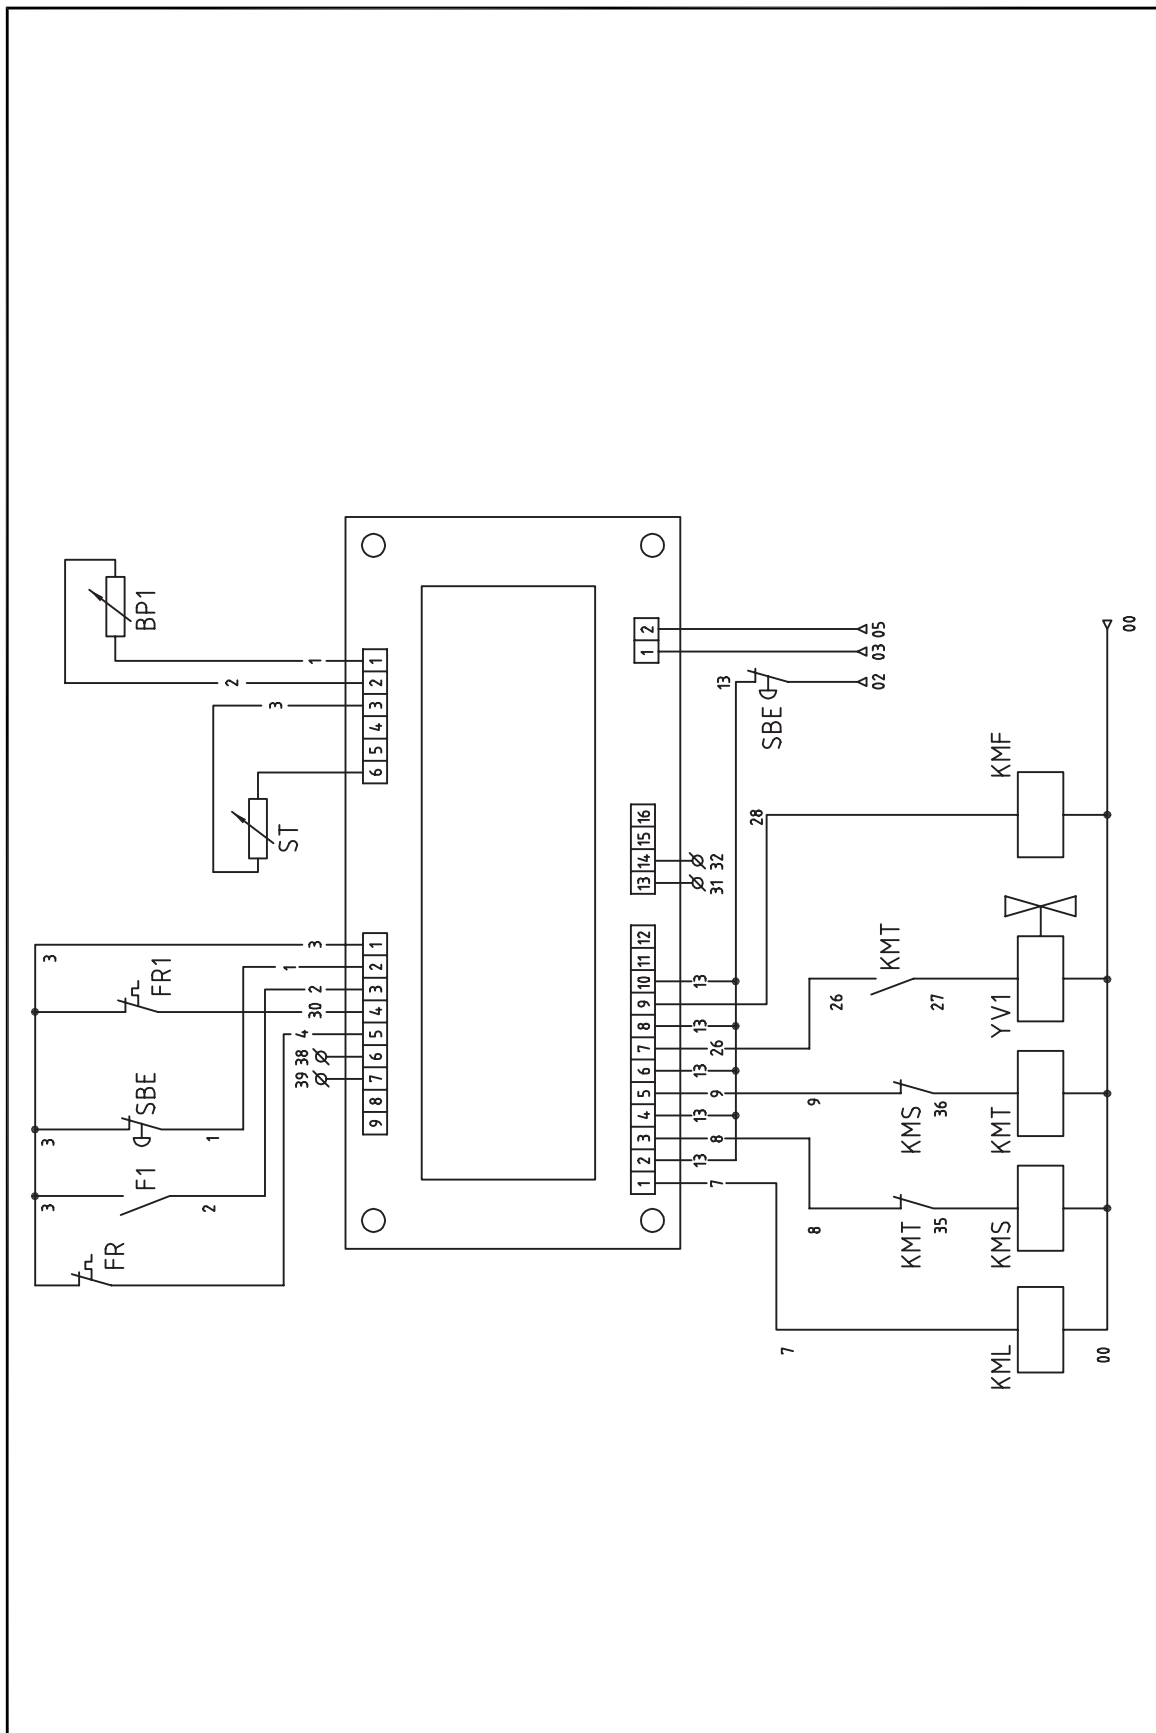 3 3 3
FR F1 SBE FR1 BP1
2 1 2
ST
39 38 4 30 2 1 3 3 1
9 8 7 6 5 4 3 2 1
6 5 4 3 2 1
1 2 3 4 5 6 7 8 9 10 11 12
13 14 15 16
1 2
7 13 8 13 9 13 26 13 13 31 32 13
28
SBE
7 8 9 26
02 03 05
KMT KMS KMT
35 36 27
KML KMS KMT YV1 KMF
00
00